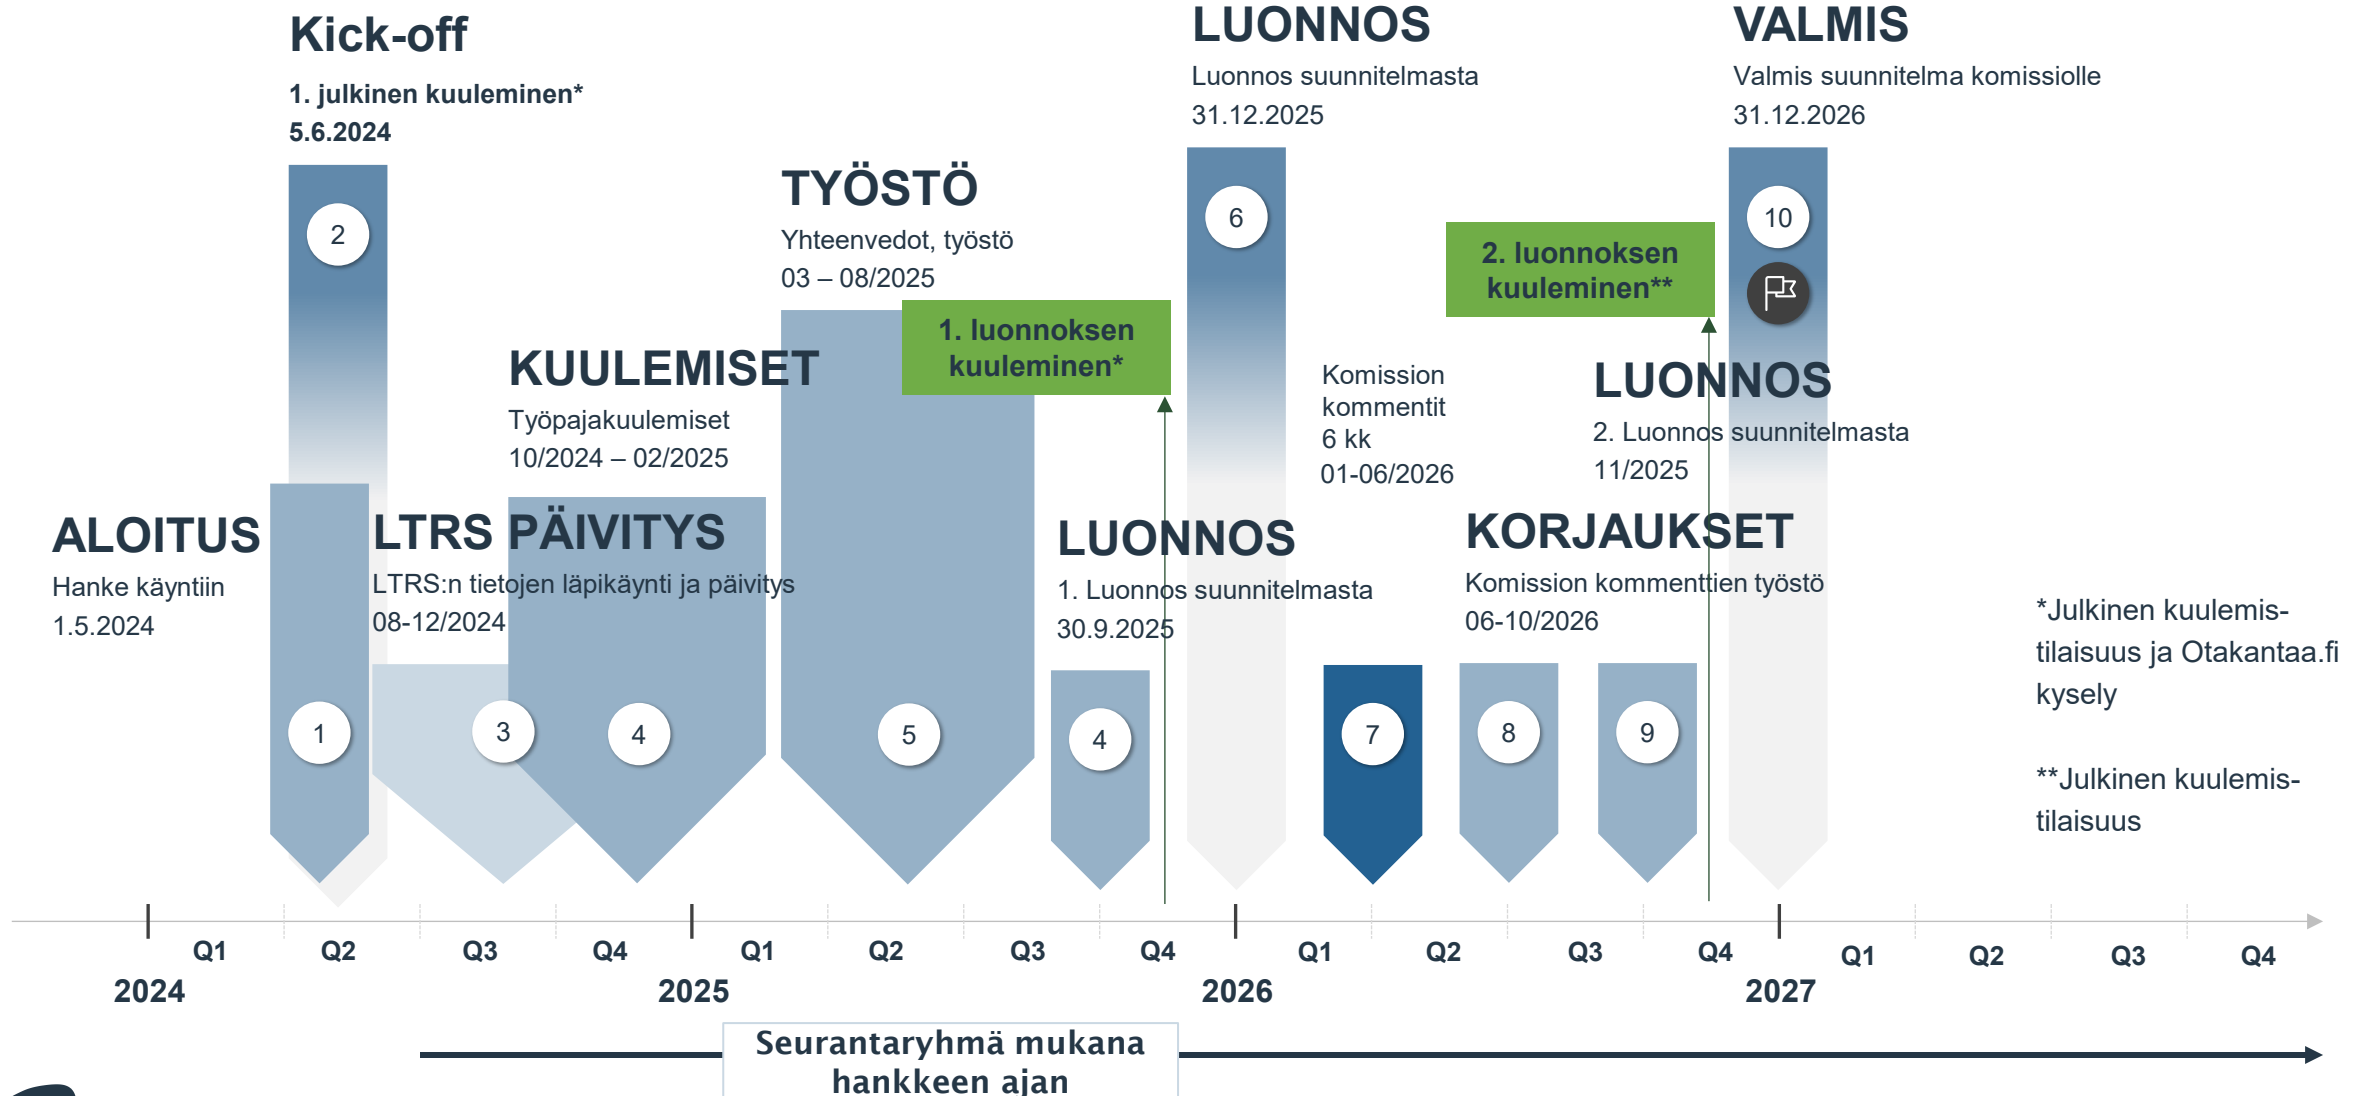 Kick-off
1. julkinen kuuleminen*
5.6.2024
2
LUONNOS
Luonnos suunnitelmasta
31.12.2025
6
VALMIS
Valmis suunnitelma komissiolle
31.12.2026
10
TYÖSTÖ
Yhteenvedot, työstö
03 – 08/2025
1. luonnoksen
kuuleminen*
2. luonnoksen
kuuleminen**
KUULEMISET
Työpajakuulemiset
10/2024 – 02/2025
Komission
kommentit
6 kk
01-06/2026
LUONNOS
2. Luonnos suunnitelmasta
11/2025
ALOITUS
Hanke käyntiin
1.5.2024
LTRS PÄIVITYS
LTRS:n tietojen läpikäynti ja päivitys
08-12/2024
LUONNOS
1. Luonnos suunnitelmasta
30.9.2025
KORJAUKSET
Komission kommenttien työstö
06-10/2026
*Julkinen kuulemis-
tilaisuus ja Otakantaa.fi
kysely
**Julkinen kuulemis-
tilaisuus
1
3
4
5
4
7
8
9
Q1 Q2 Q3 Q4 Q1 Q2 Q3 Q4 Q1 Q2 Q3 Q4 Q1 Q2 Q3 Q4
2024 2025 2026 2027
Seurantaryhmä mukana
hankkeen ajan